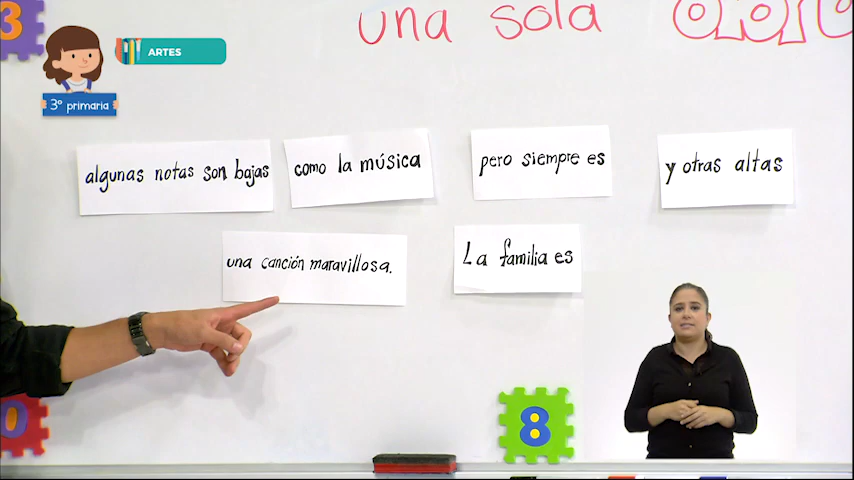 una sola
3
ARTES
3° primaria
algunas notas son bajas
como la música
pero siempre es
y otras altas
una canción maravillosa.
La familia es
0
8